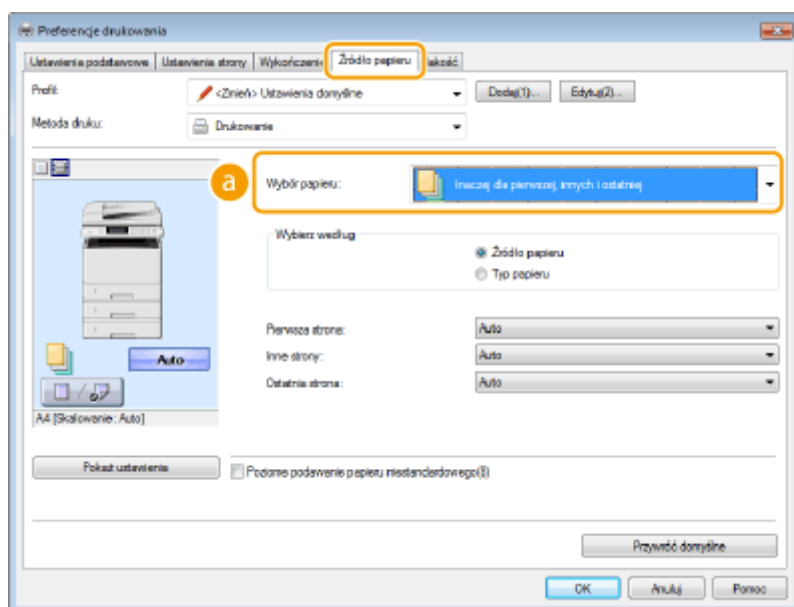 Preferencje drukowania
Ustawienia podstawowe Ustawienia strony Wykończenie Źródło papieru Jakość
Profil: <Zmień> Ustawienia domyślne Dodaj(1)... Edytuj(2)...
Metoda druku: Drukowanie
a Wybór papieru: Inaczej dla pierwszej, innych i ostatniej
Wybierz według
Źródło papieru
Typ papieru
Pierwsza strona: Auto
Inne strony: Auto
Ostatnia strona: Auto
Auto
A4 [Skalowanie: Auto]
Pokaż ustawienia Poziome podawanie papieru niestandardowego(8)
Przywróć domyślne
OK Anuluj Pomoc